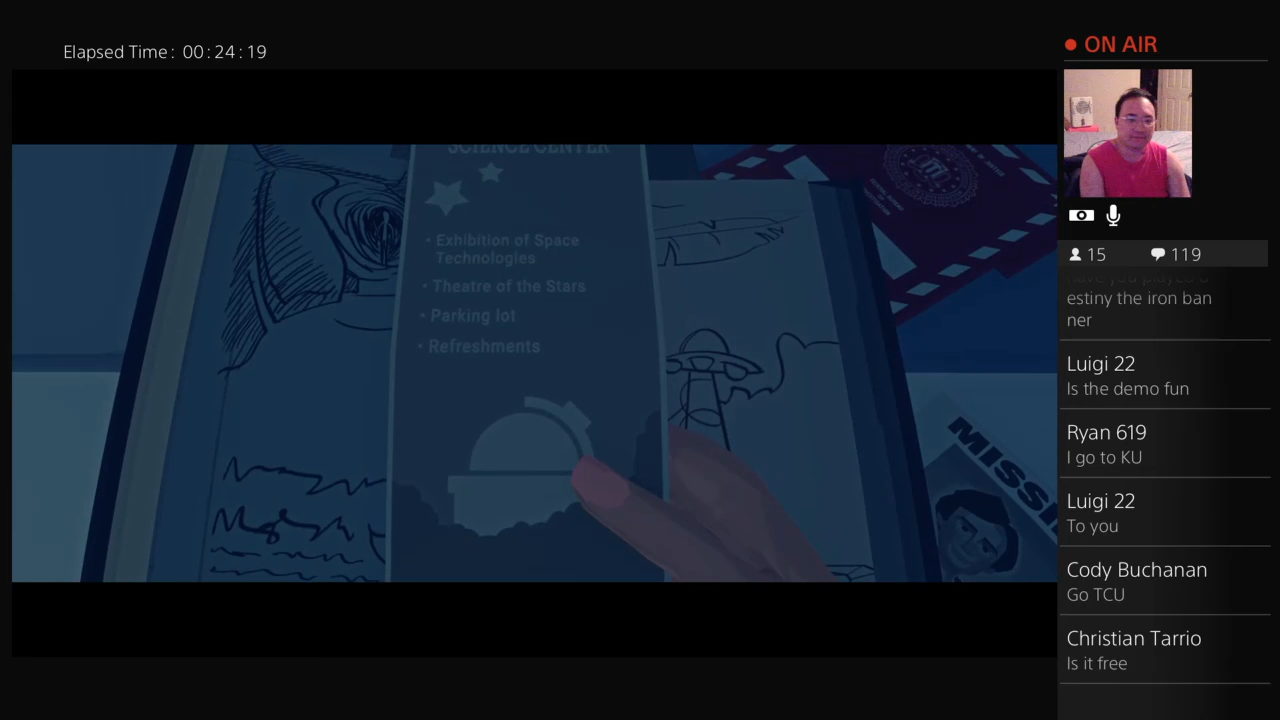 Elapsed Time: 00:24:19
ON AIR
SCIENCE CENTER
• Exhibition of Space
Technologies
• Theatre of the Stars
• Parking lot
• Refreshments
MISSI
15 119
estiny the iron ban
ner
Luigi 22
Is the demo fun
Ryan 619
I go to KU
Luigi 22
To you
Cody Buchanan
Go TCU
Christian Tarrio
Is it free